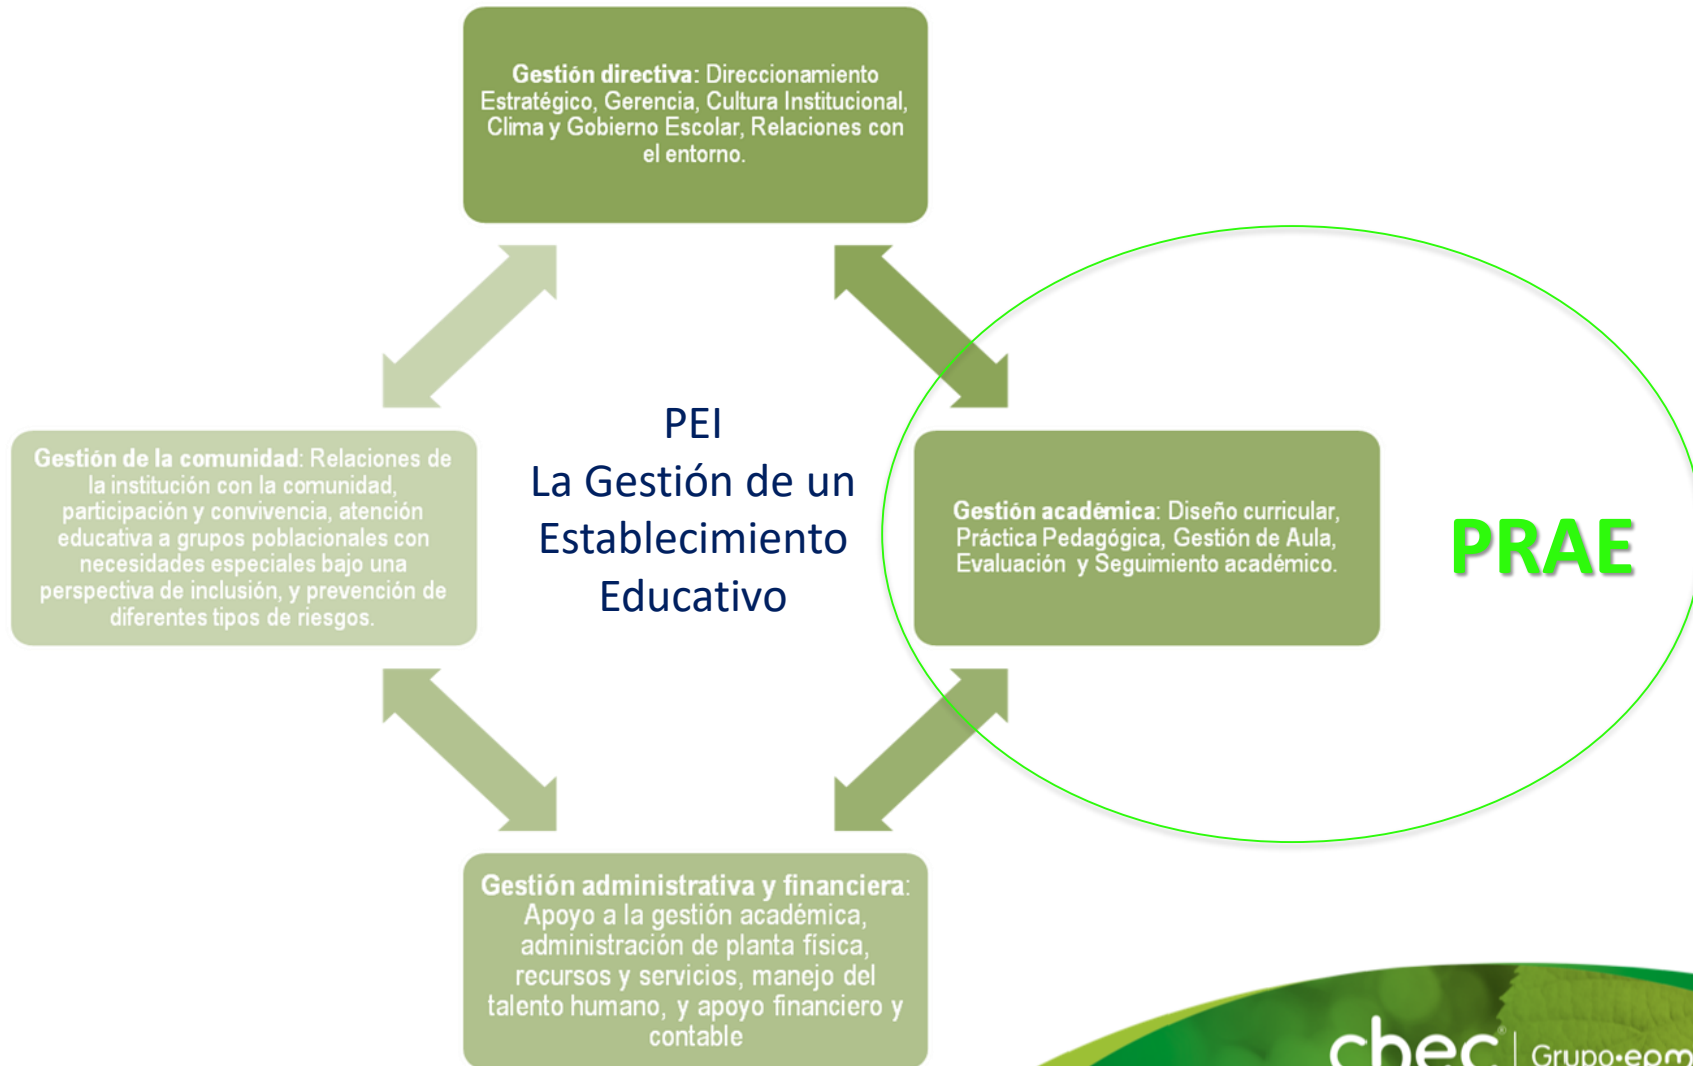 Gestión directiva: Direccionamiento
Estratégico, Gerencia, Cultura Institucional,
Clima y Gobierno Escolar, Relaciones con
el entorno.
Gestión de la comunidad: Relaciones de
la institución con la comunidad,
participación y convivencia, atención
educativa a grupos poblacionales con
necesidades especiales bajo una
perspectiva de inclusión, y prevención de
diferentes tipos de riesgos.
PEI
La Gestión de un
Establecimiento
Educativo
Gestión académica: Diseño curricular,
Práctica Pedagógica, Gestión de Aula,
Evaluación y Seguimiento académico.
PRAE
Gestión administrativa y financiera:
Apoyo a la gestión académica,
administración de planta física,
recursos y servicios, manejo del
talento humano, y apoyo financiero y
contable
chec® Grupo·epm